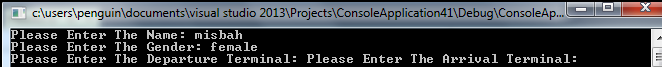 c:\users\penguin\documents\visual studio 2013\Projects\ConsoleApplication41\Debug\ConsoleAp...
Please Enter The Name: misbah
Please Enter The Gender: female
Please Enter The Departure Terminal: Please Enter The Arrival Terminal: